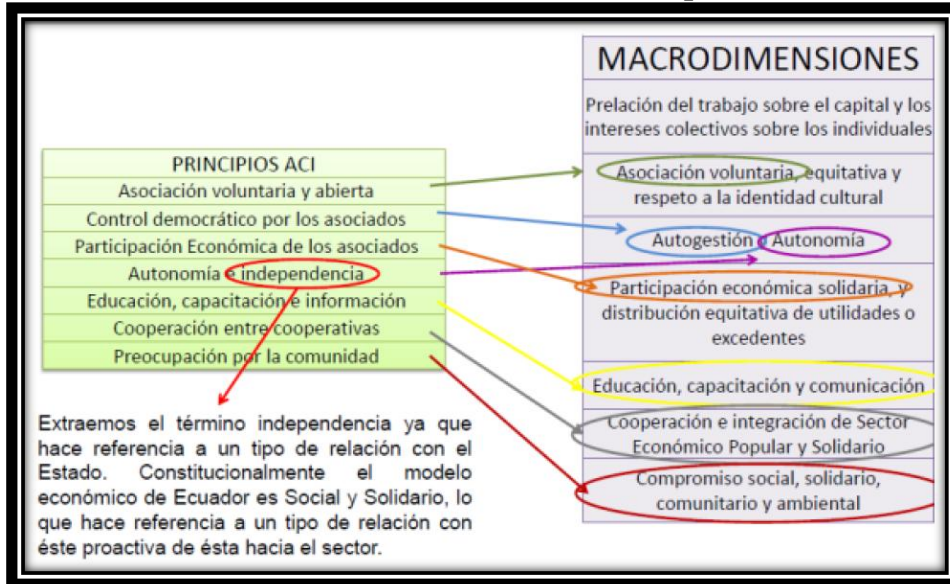 MACRODIMENSIONES
Prelación del trabajo sobre el capital y los
intereses colectivos sobre los individuales
Asociación voluntaria, equitativa y
respeto a la identidad cultural
Autogestión y Autonomía
Participación económica solidaria, y
distribución equitativa de utilidades o
excedentes
Educación, capacitación y comunicación
Cooperación e integración de Sector
Económico Popular y Solidario
Compromiso social, solidario,
comunitario y ambiental
PRINCIPIOS ACI
Asociación voluntaria y abierta
Control democrático por los asociados
Participación Económica de los asociados
Autonomía e independencia
Educación, capacitación e información
Cooperación entre cooperativas
Preocupación por la comunidad
Extraemos el término independencia ya que
hace referencia a un tipo de relación con el
Estado. Constitucionalmente el modelo
económico de Ecuador es Social y Solidario, lo
que hace referencia a un tipo de relación con
éste proactiva de ésta hacia el sector.